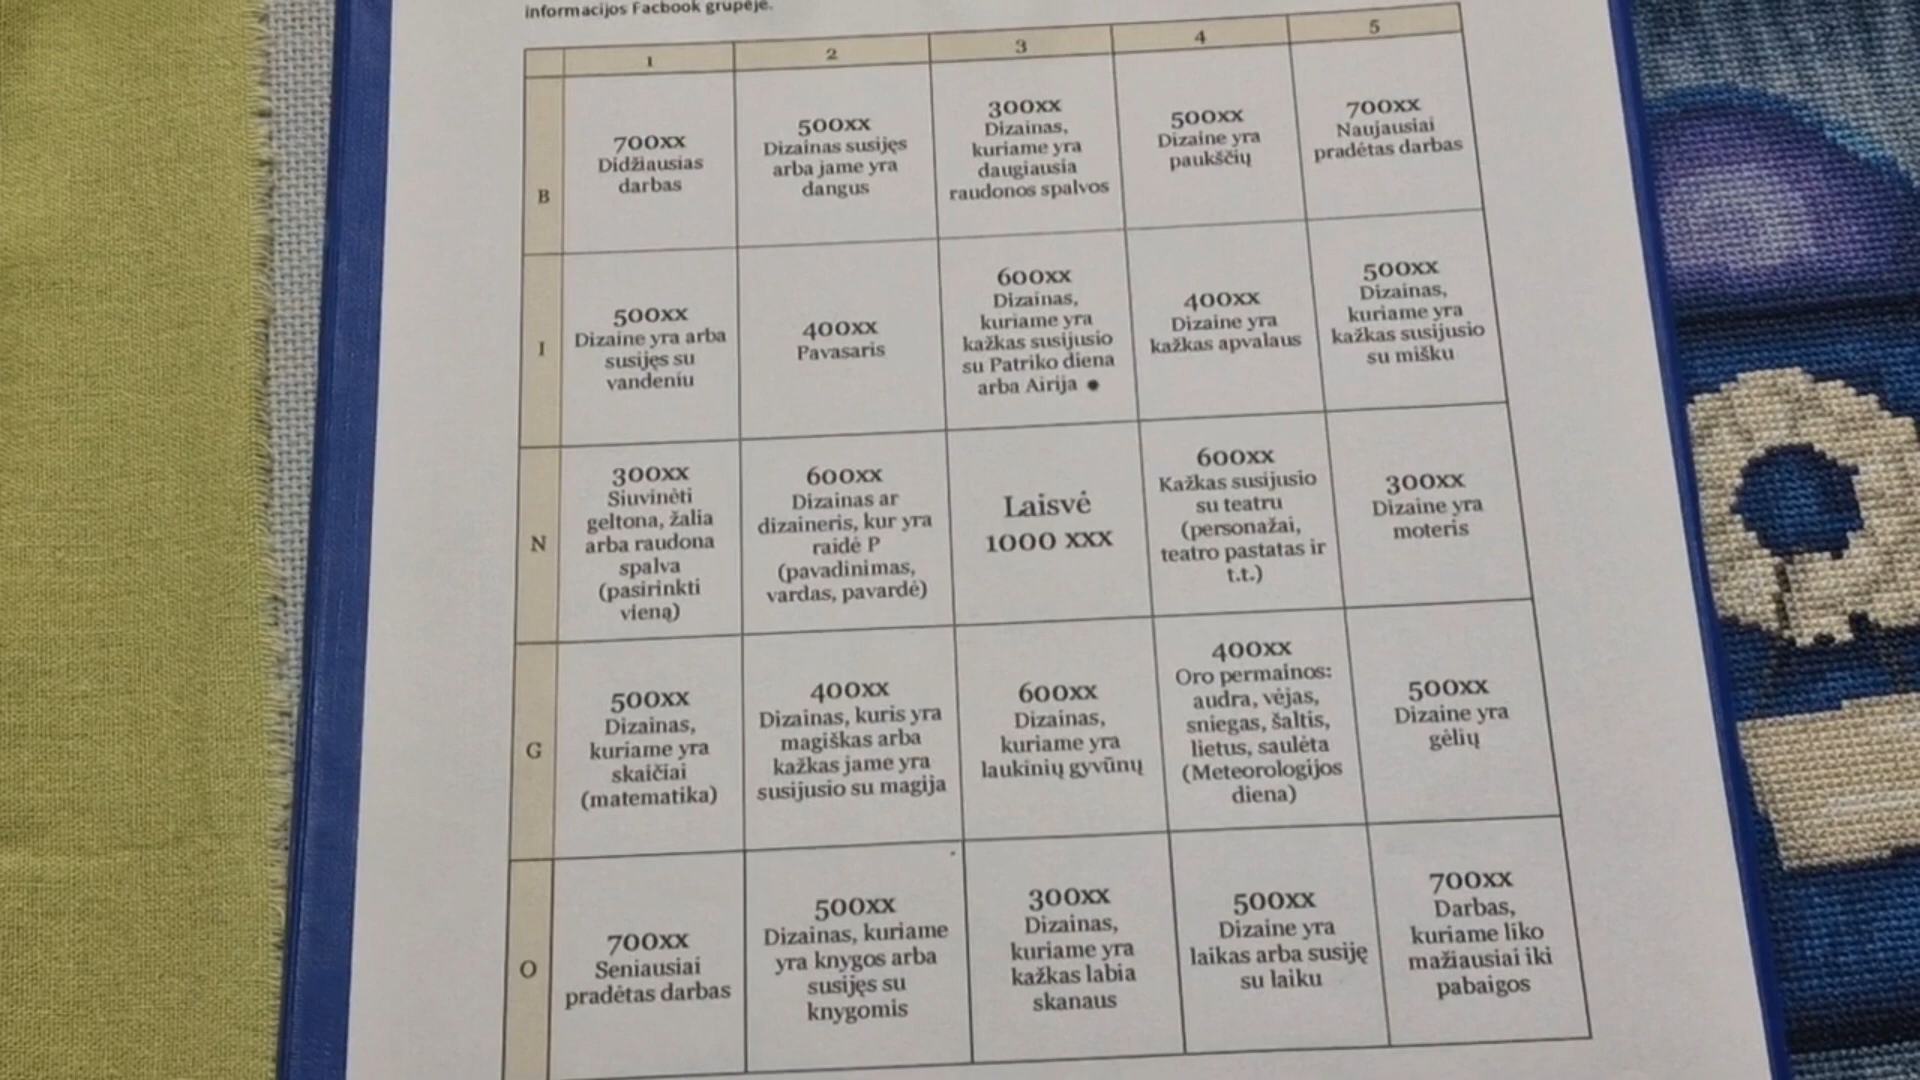 informacijos Facbook grupėje.
1 2 3 4 5
B
700xx
Didžiausias
darbas
500xx
Dizainas susijęs
arba jame yra
dangus
300xx
Dizainas,
kuriame yra
daugiausia
raudonos spalvos
500xx
Dizaine yra
paukščių
700xx
Naujausiai
pradėtas darbas
I
500xx
Dizaine yra arba
susijęs su
vandeniu
400xx
Pavasaris
600xx
Dizainas,
kuriame yra
kažkas susijusio
su Patriko diena
arba Airija
400xx
Dizaine yra
kažkas apvalaus
500xx
Dizainas,
kuriame yra
kažkas susijusio
su mišku
N
300xx
Siuvinėti
geltona, žalia
arba raudona
spalva
(pasirinkti
vieną)
600xx
Dizainas ar
dizaineris, kur yra
raidė P
(pavadinimas,
vardas, pavardė)
Laisvė
1000 xxx
600xx
Kažkas susijusio
su teatru
(personažai,
teatro pastatas ir
t.t.)
300xx
Dizaine yra
moteris
G
500xx
Dizainas,
kuriame yra
skaičiai
(matematika)
400xx
Dizainas, kuris yra
magiškas arba
kažkas jame yra
susijusio su magija
600xx
Dizainas,
kuriame yra
laukinių gyvūnų
400xx
Oro permainos:
audra, vėjas,
sniegas, šaltis,
lietus, saulėta
(Meteorologijos
diena)
500xx
Dizaine yra
gėlių
O
700xx
Seniausiai
pradėtas darbas
500xx
Dizainas, kuriame
yra knygos arba
susijęs su
knygomis
300xx
Dizainas,
kuriame yra
kažkas labia
skanaus
500xx
Dizaine yra
laikas arba susiję
su laiku
700xx
Darbas,
kuriame liko
mažiausiai iki
pabaigos